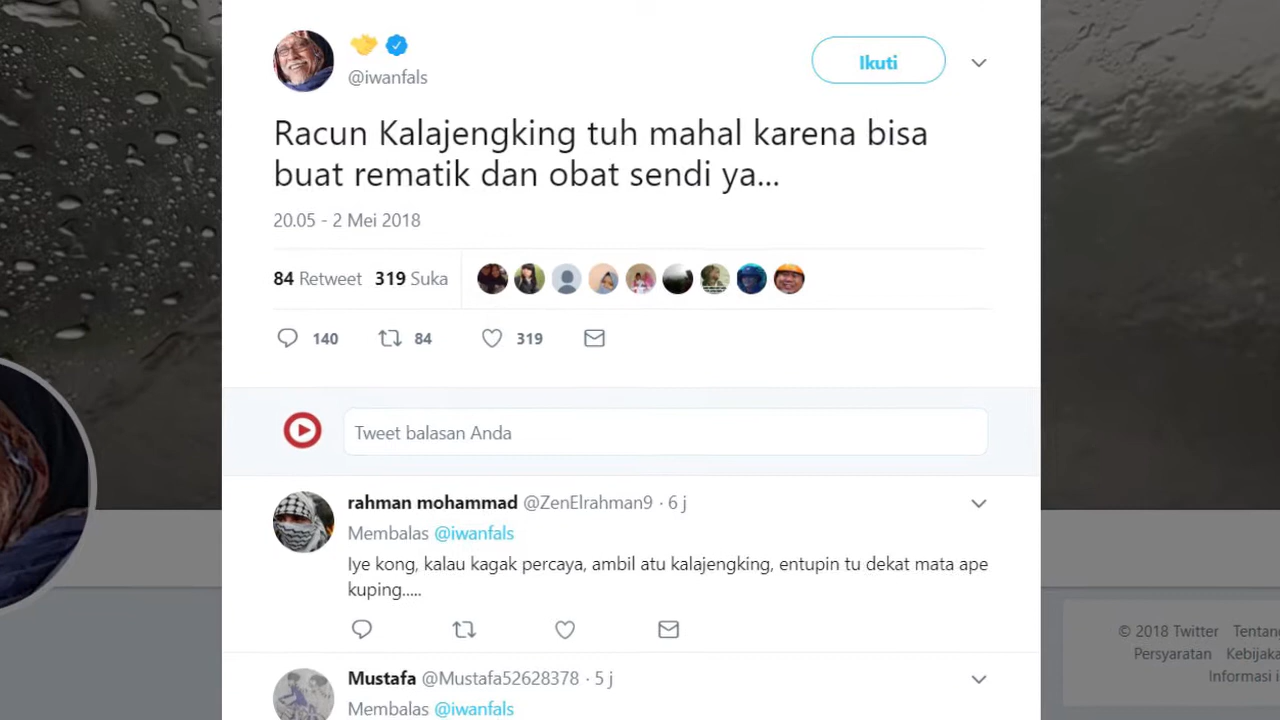 @iwanfals
Ikuti
Racun Kalajengking tuh mahal karena bisa
buat rematik dan obat sendi ya...
20.05 - 2 Mei 2018
84 Retweet 319 Suka
140 84 319
Tweet balasan Anda
rahman mohammad @ZenElrahman9 · 6 j
Membalas @iwanfals
Iye kong, kalau kagak percaya, ambil atu kalajengking, entupin tu dekat mata ape
kuping.....
Mustafa @Mustafa52628378 · 5 j
Membalas @iwanfals
© 2018 Twitter Tentang
Persyaratan Kebijaka
Informasi i